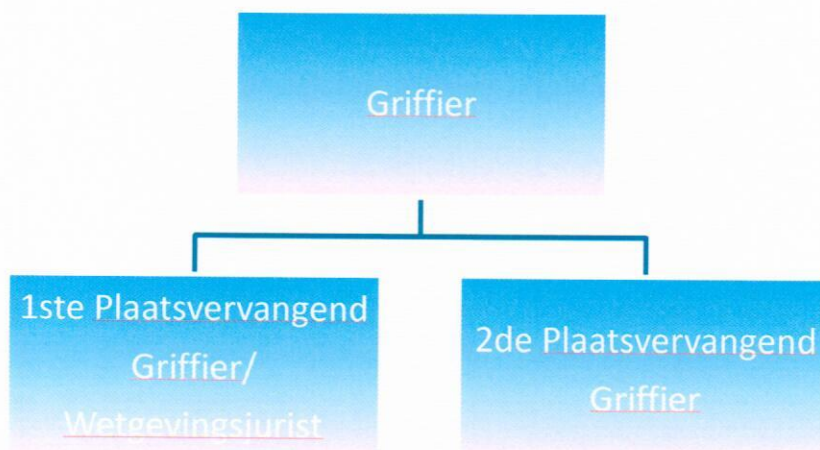 Griffier
1ste Plaatsvervangend
Griffier/
Wetgevingsjurist
2de Plaatsvervangend
Griffier